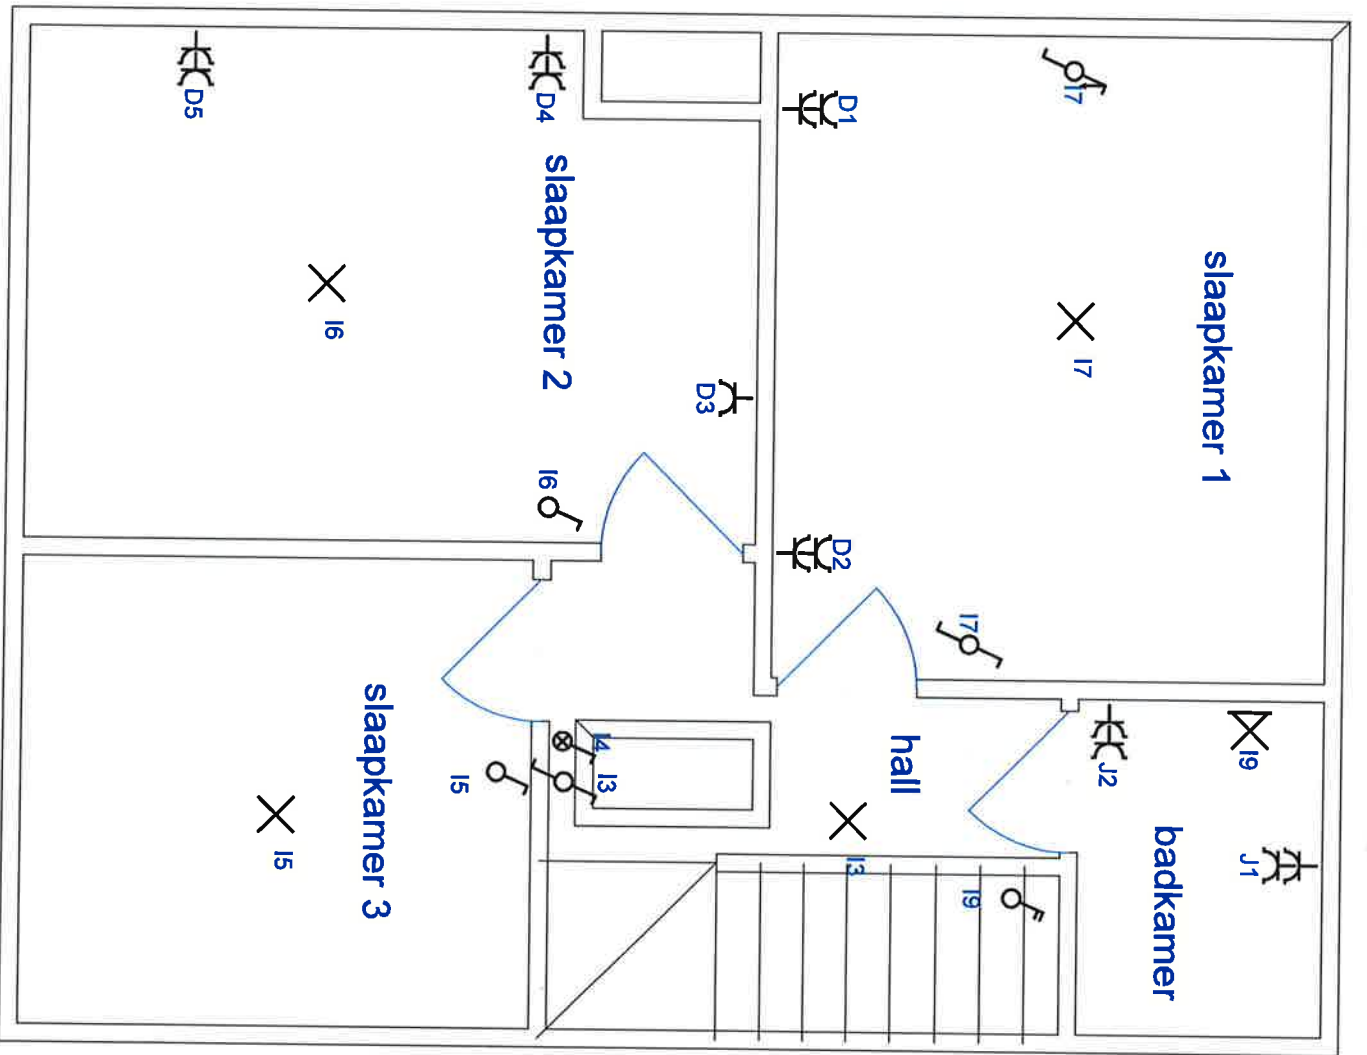 I9
J1
slaapkamer 1
badkamer
J2
I7
I7
I7
I9
hall
I3
D1
D2
D3
I4
I3
D4
slaapkamer 2
I6
I5
slaapkamer 3
I6
I5
D5